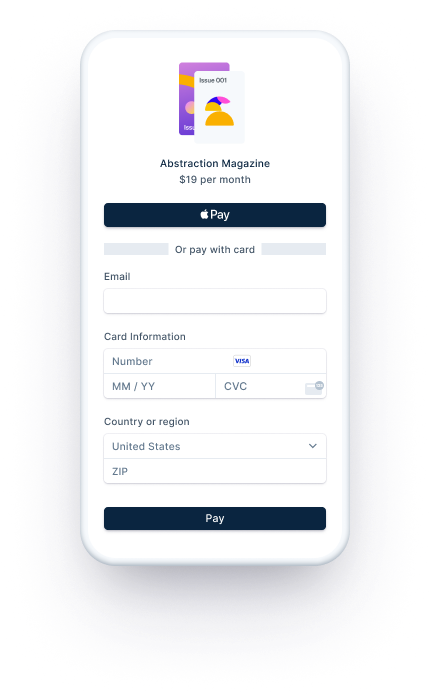 Issue 001
Issu
Abstraction Magazine
$19 per month
Pay
Or pay with card
Email
Card Information
Number VISA
MM / YY CVC
Country or region
United States
ZIP
Pay